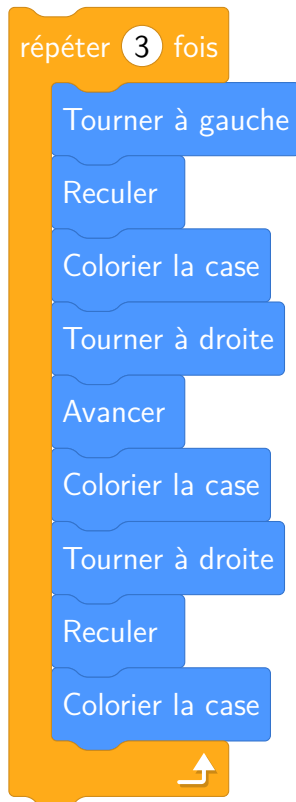 répéter 3 fois
Tourner à gauche
Reculer
Colorier la case
Tourner à droite
Avancer
Colorier la case
Tourner à droite
Reculer
Colorier la case